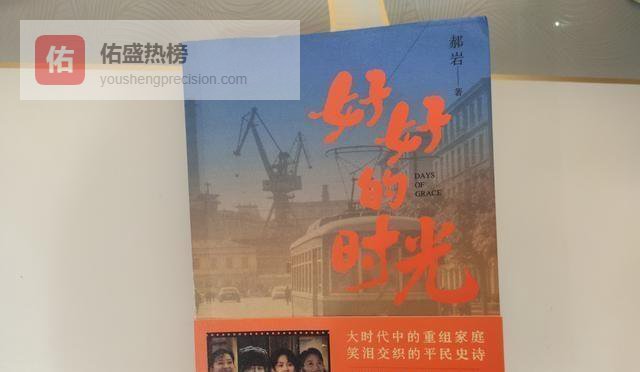 佑
佑盛热榜
youshengprecision.com
郝岩——著
好好
的
时光
DAYS
OF
GRACE
大时代中的重组家庭
笑泪交织的平民史诗